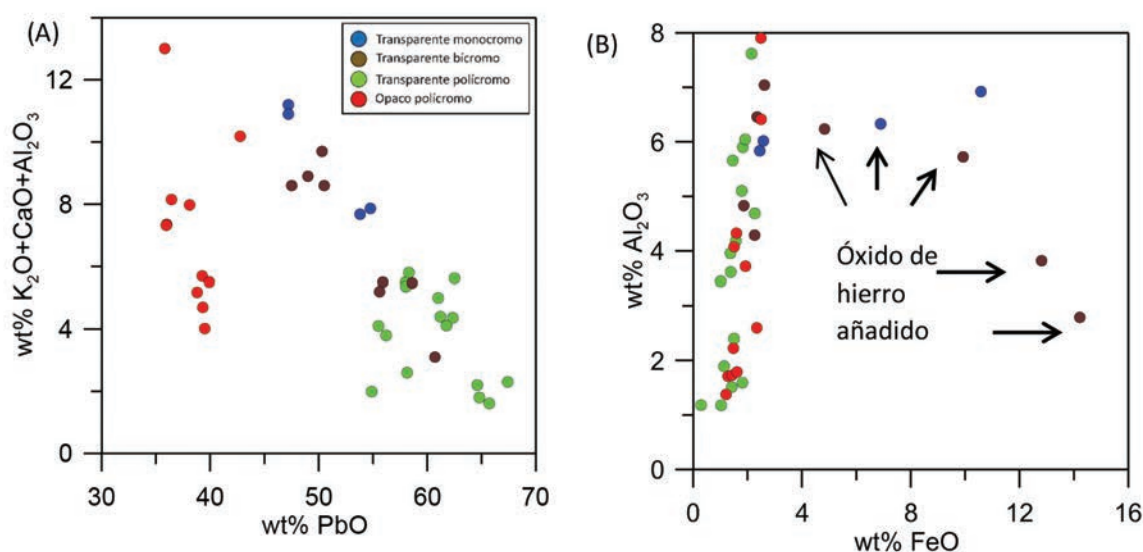 (A)
wt% K₂O+CaO+Al₂O₃
12
8
4
0
30
40
50
60
70
wt% PbO
Transparente monocromo
Transparente bicromo
Transparente polícromo
Opaco polícromo
(B)
wt% Al₂O₃
8
6
4
2
0
0
4
8
12
16
wt% FeO
Óxido de
hierro
añadido